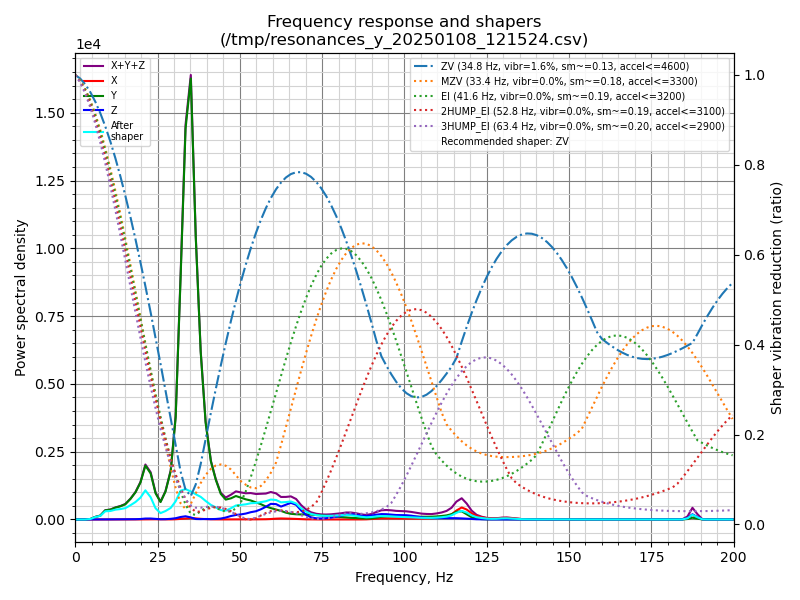 Frequency response and shapers
(/tmp/resonances_y_20250108_121524.csv)
1e4
X+Y+Z
X
Y
Z
After
shaper
ZV (34.8 Hz, vibr=1.6%, sm~=0.13, accel<=4600)
MZV (33.4 Hz, vibr=0.0%, sm~=0.18, accel<=3300)
EI (41.6 Hz, vibr=0.0%, sm~=0.19, accel<=3200)
2HUMP_EI (52.8 Hz, vibr=0.0%, sm~=0.19, accel<=3100)
3HUMP_EI (63.4 Hz, vibr=0.0%, sm~=0.20, accel<=2900)
Recommended shaper: ZV
Power spectral density
1.50
1.25
1.00
0.75
0.50
0.25
0.00
1.0
0.8
0.6
0.4
0.2
0.0
Shaper vibration reduction (ratio)
0 25 50 75 100 125 150 175 200
Frequency, Hz